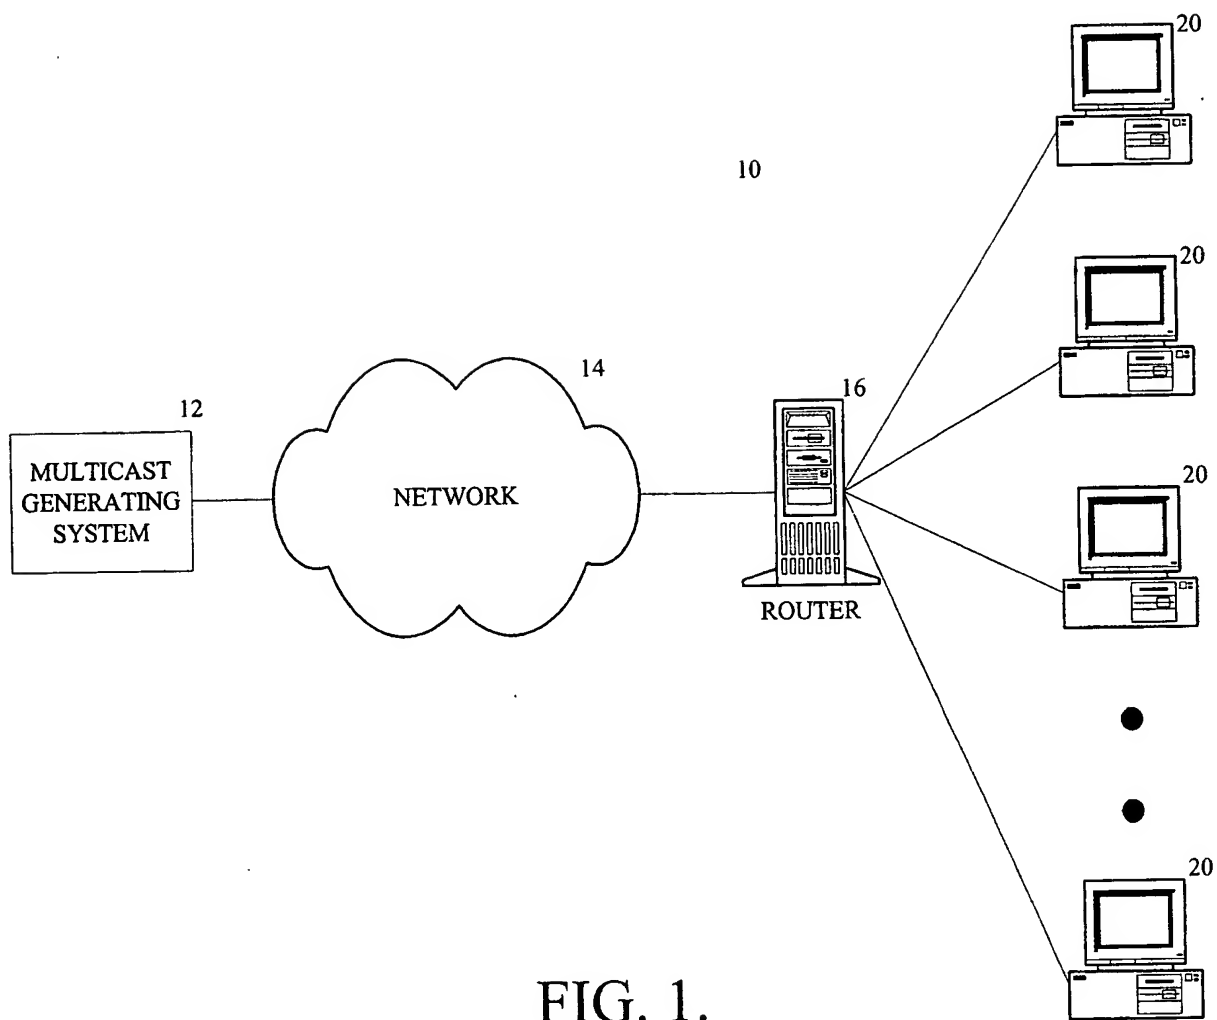 20
10
20
14
16
12
MULTICAST
GENERATING
SYSTEM
NETWORK
20
ROUTER
20
FIG. 1.